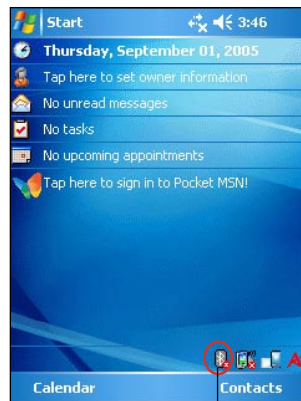 Start 3:46
Thursday, September 01, 2005
Tap here to set owner information
No unread messages
No tasks
No upcoming appointments
Tap here to sign in to Pocket MSN!
A
Calendar Contacts